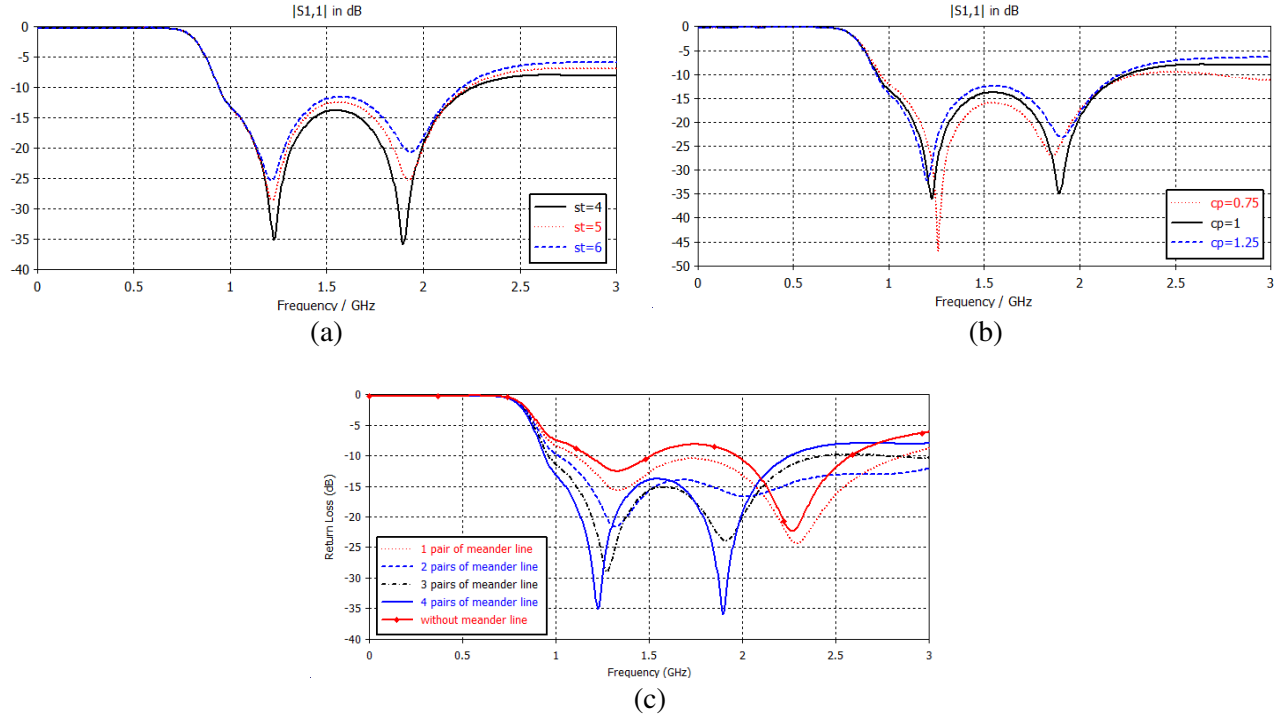 |S1,1| in dB
0
-5
-10
-15
-20
-25
-30
-35
-40
0 0.5 1 1.5 2 2.5 3
Frequency / GHz
st=4
st=5
st=6
(a)
|S1,1| in dB
0
-5
-10
-15
-20
-25
-30
-35
-40
-45
-50
0 0.5 1 1.5 2 2.5 3
Frequency / GHz
cp=0.75
cp=1
cp=1.25
(b)
Return Loss (dB)
0
-5
-10
-15
-20
-25
-30
-35
-40
0 0.5 1 1.5 2 2.5 3
Frequency (GHz)
1 pair of meander line
2 pairs of meander line
3 pairs of meander line
4 pairs of meander line
without meander line
(c)